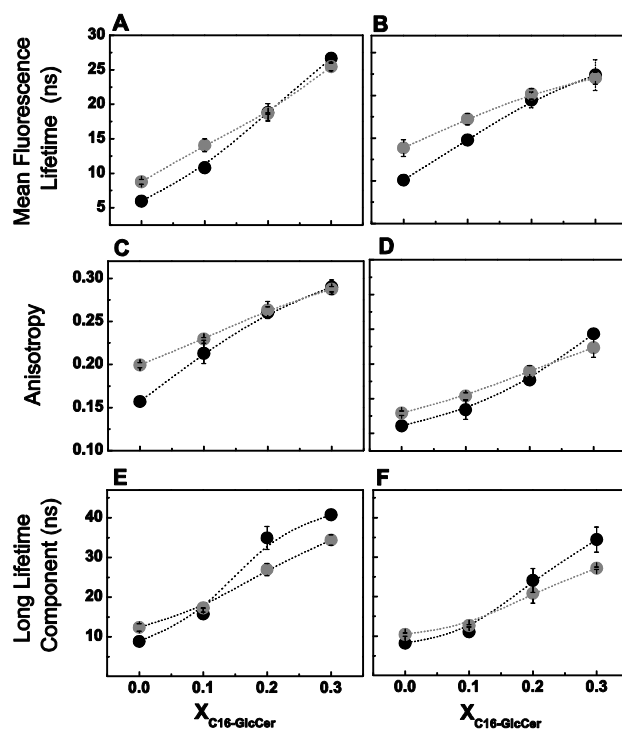 A
B
30
25
20
15
10
5
Mean Fluorescence
Lifetime (ns)
C
D
0.30
0.25
0.20
0.15
0.10
Anisotropy
E
F
40
30
20
10
Long Lifetime
Component (ns)
0.0 0.1 0.2 0.3
0.0 0.1 0.2 0.3
X C16-GlcCer
X C16-GlcCer